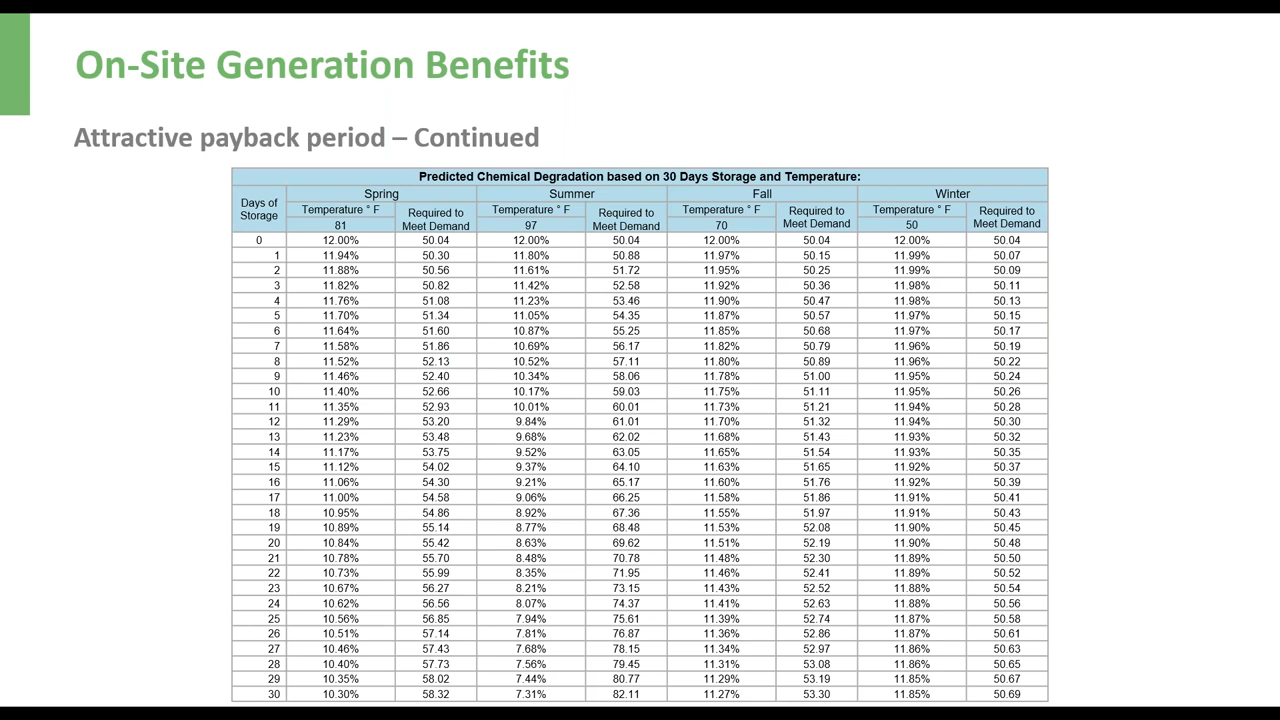 On-Site Generation Benefits
Attractive payback period – Continued
Predicted Chemical Degradation based on 30 Days Storage and Temperature:
Days of Storage Spring Summer Fall Winter
Temperature ° F Required to Meet Demand Temperature ° F Required to Meet Demand Temperature ° F Required to Meet Demand Temperature ° F Required to Meet Demand
81 97 70 50
0 12.00% 50.04 12.00% 50.04 12.00% 50.04 12.00% 50.04
1 11.94% 50.30 11.80% 50.88 11.97% 50.15 11.99% 50.07
2 11.88% 50.56 11.61% 51.72 11.95% 50.25 11.99% 50.09
3 11.82% 50.82 11.42% 52.58 11.92% 50.36 11.98% 50.11
4 11.76% 51.08 11.23% 53.46 11.90% 50.47 11.98% 50.13
5 11.70% 51.34 11.05% 54.35 11.87% 50.57 11.97% 50.15
6 11.64% 51.60 10.87% 55.25 11.85% 50.68 11.97% 50.17
7 11.58% 51.86 10.69% 56.17 11.82% 50.79 11.96% 50.19
8 11.52% 52.13 10.52% 57.11 11.80% 50.89 11.96% 50.22
9 11.46% 52.40 10.34% 58.06 11.78% 51.00 11.95% 50.24
10 11.40% 52.66 10.17% 59.03 11.75% 51.11 11.95% 50.26
11 11.35% 52.93 10.01% 60.01 11.73% 51.21 11.94% 50.28
12 11.29% 53.20 9.84% 61.01 11.70% 51.32 11.94% 50.30
13 11.23% 53.48 9.68% 62.02 11.68% 51.43 11.93% 50.32
14 11.17% 53.75 9.52% 63.05 11.65% 51.54 11.93% 50.35
15 11.12% 54.02 9.37% 64.10 11.63% 51.65 11.92% 50.37
16 11.06% 54.30 9.21% 65.17 11.60% 51.76 11.92% 50.39
17 11.00% 54.58 9.06% 66.25 11.58% 51.86 11.91% 50.41
18 10.95% 54.86 8.92% 67.36 11.55% 51.97 11.91% 50.43
19 10.89% 55.14 8.77% 68.48 11.53% 52.08 11.90% 50.45
20 10.84% 55.42 8.63% 69.62 11.51% 52.19 11.90% 50.48
21 10.78% 55.70 8.48% 70.78 11.48% 52.30 11.89% 50.50
22 10.73% 55.99 8.35% 71.95 11.46% 52.41 11.89% 50.52
23 10.67% 56.27 8.21% 73.15 11.43% 52.52 11.88% 50.54
24 10.62% 56.56 8.07% 74.37 11.41% 52.63 11.88% 50.56
25 10.56% 56.85 7.94% 75.61 11.39% 52.74 11.87% 50.58
26 10.51% 57.14 7.81% 76.87 11.36% 52.86 11.87% 50.61
27 10.46% 57.43 7.68% 78.15 11.34% 52.97 11.86% 50.63
28 10.40% 57.73 7.56% 79.45 11.31% 53.08 11.86% 50.65
29 10.35% 58.02 7.44% 80.77 11.29% 53.19 11.85% 50.67
30 10.30% 58.32 7.31% 82.11 11.27% 53.30 11.85% 50.69